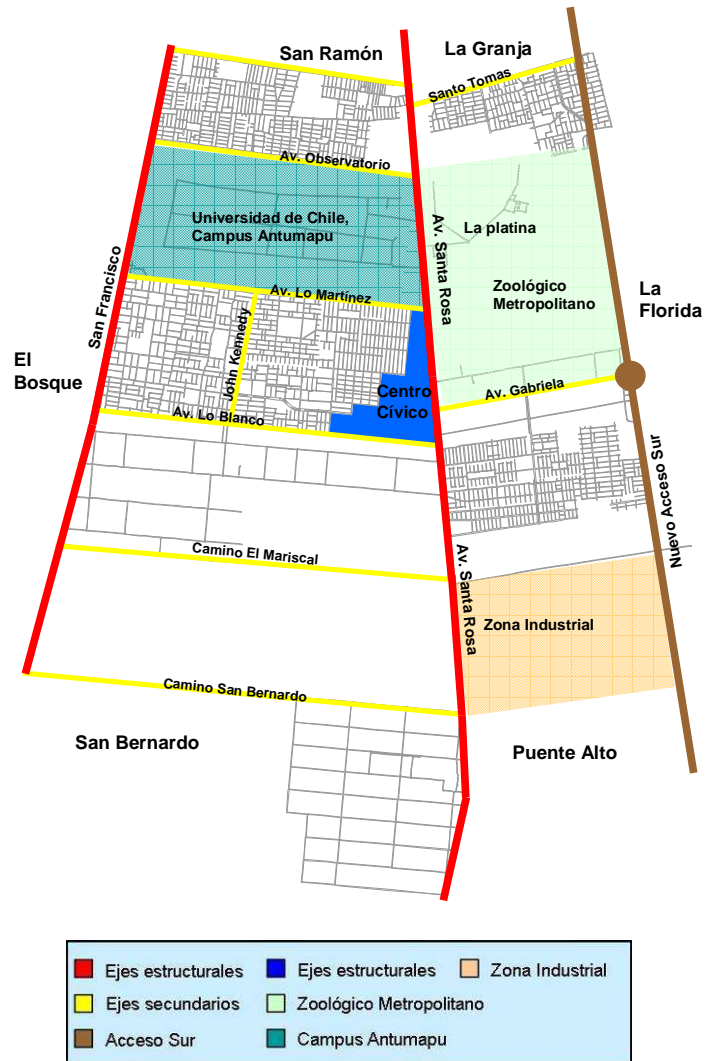 San Ramón
La Granja
Santo Tomas
Av. Observatorio
Universidad de Chile,
Campus Antumapu
La platina
Av. Santa Rosa
San Francisco
Zoológico
Metropolitano
La
Florida
Av. Lo Martínez
John Kennedy
El
Bosque
Centro
Cívico
Av. Gabriela
Av. Lo Blanco
Nuevo Acceso Sur
Camino El Mariscal
Av. Santa Rosa
Zona Industrial
Camino San Bernardo
San Bernardo
Puente Alto
Ejes estructurales
Ejes estructurales
Zona Industrial
Ejes secundarios
Zoológico Metropolitano
Acceso Sur
Campus Antumapu